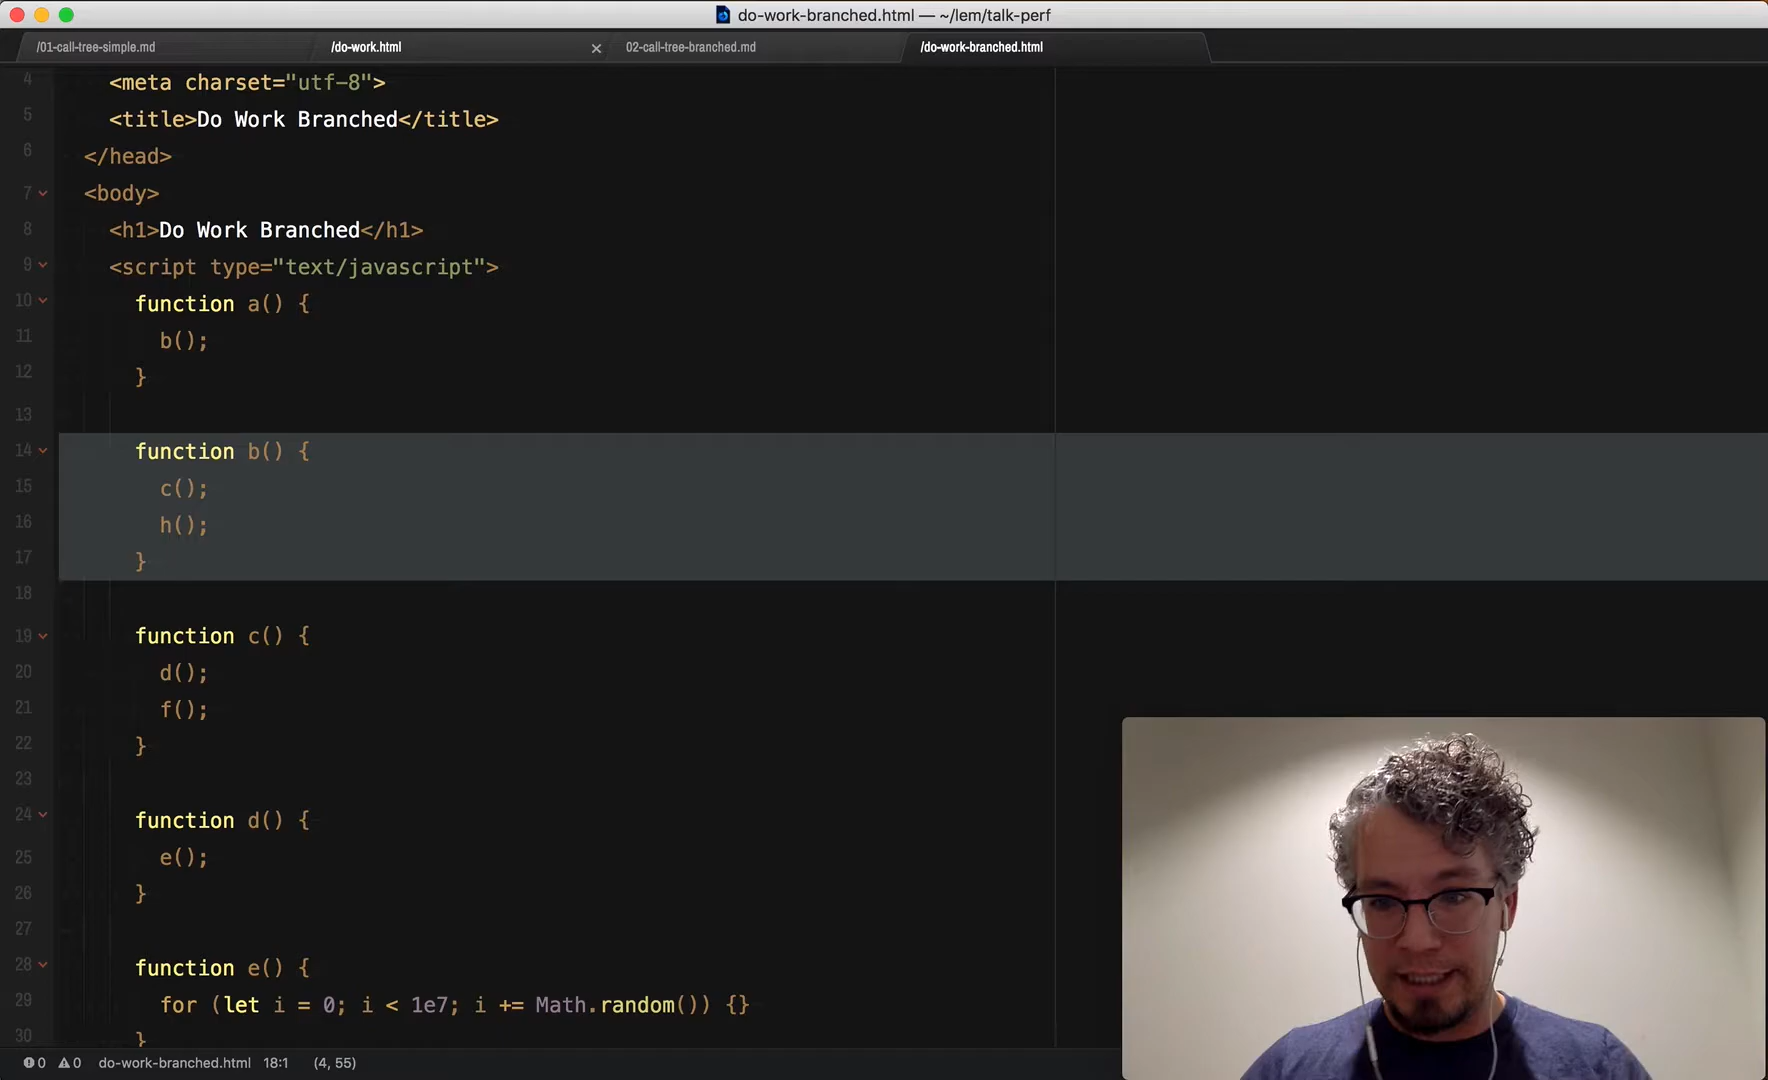 do-work-branched.html — ~/lem/talk-perf
/01-call-tree-simple.md
/do-work.html
02-call-tree-branched.md
/do-work-branched.html
4 <meta charset="utf-8">
5 <title>Do Work Branched</title>
6 </head>
7 <body>
8 <h1>Do Work Branched</h1>
9 <script type="text/javascript">
10 function a() {
11 b();
12 }
13
14 function b() {
15 c();
16 h();
17 }
18
19 function c() {
20 d();
21 f();
22 }
23
24 function d() {
25 e();
26 }
27
28 function e() {
29 for (let i = 0; i < 1e7; i += Math.random()) {}
30 }
0 0 do-work-branched.html 18:1 (4, 55)